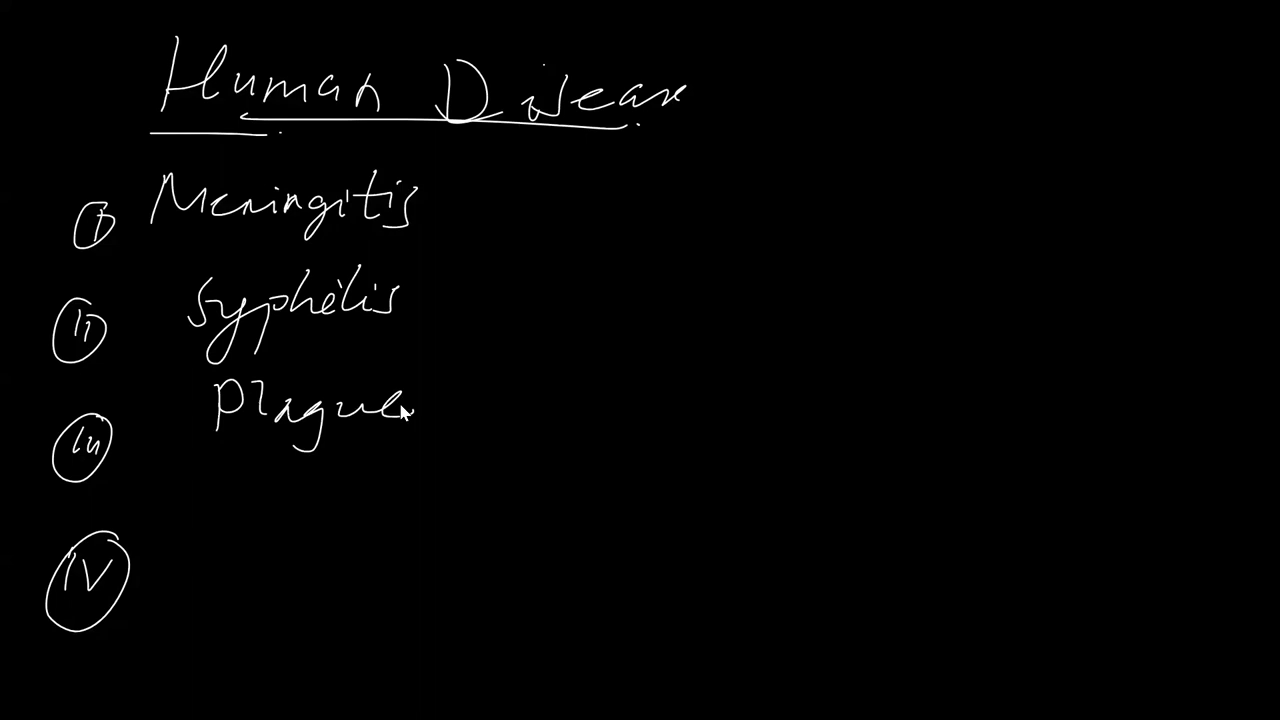 Human Disease
(i) Meningitis
(ii) Syphilis
(iii) Plague
(iv)